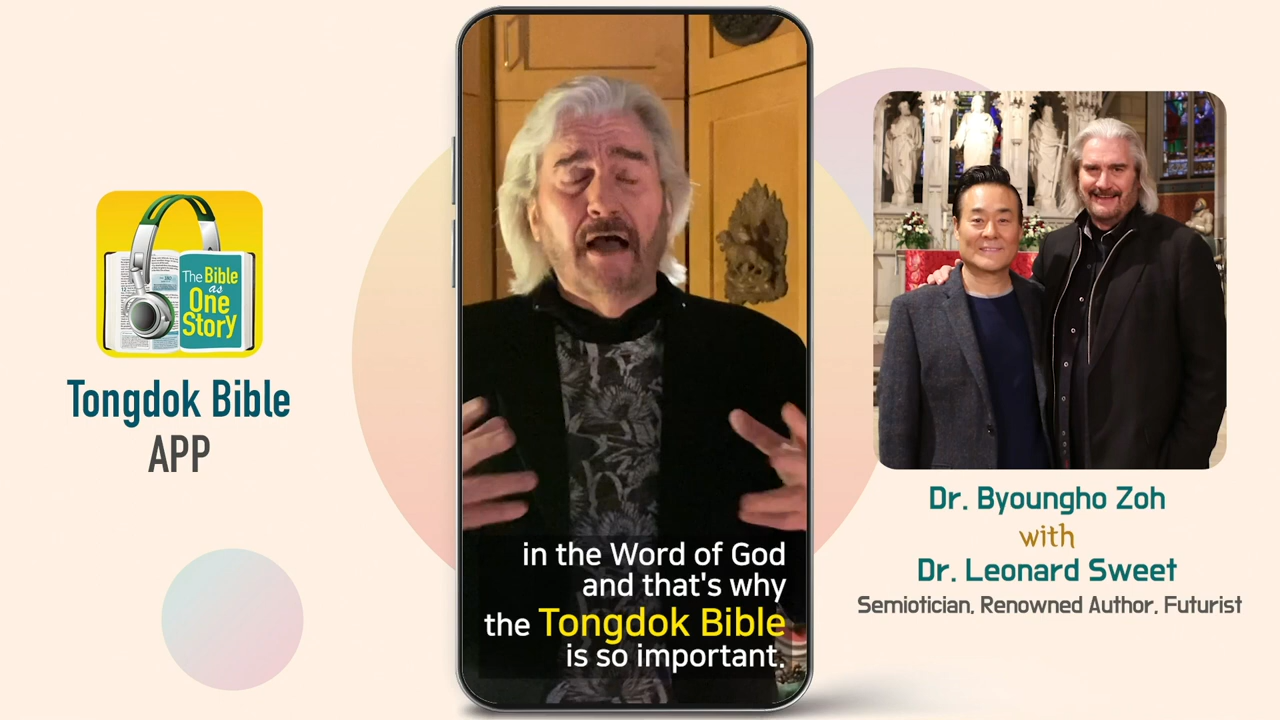 The Bible
as
One
Story
Tongdok Bible
APP
in the Word of God
and that's why
the Tongdok Bible
is so important.
Dr. Byoungho Zoh
with
Dr. Leonard Sweet
Semiotician, Renowned Author, Futurist